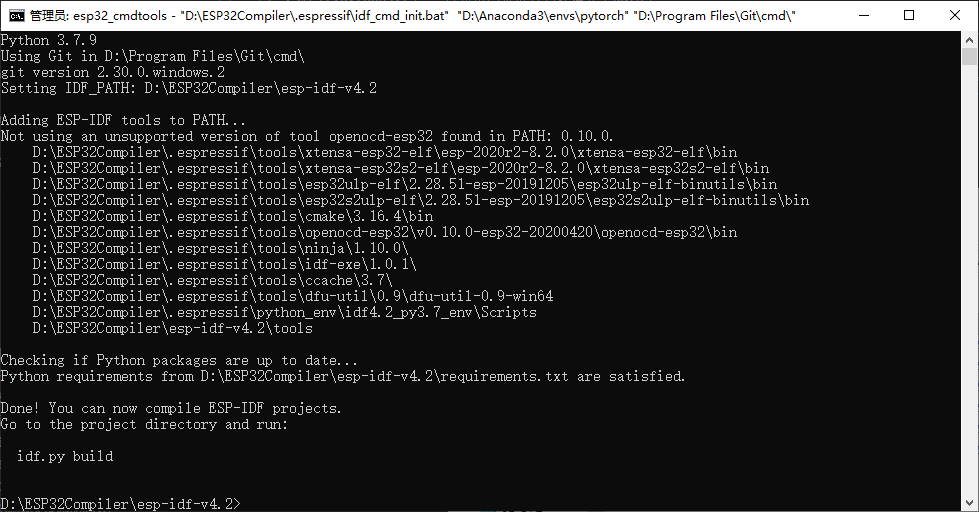 管理员: esp32_cmdtools - "D:\ESP32Compiler\.espressif\idf_cmd_init.bat"  "D:\Anaconda3\envs\pytorch" "D:\Program Files\Git\cmd\"
Python 3.7.9
Using Git in D:\Program Files\Git\cmd\
git version 2.30.0.windows.2
Setting IDF_PATH: D:\ESP32Compiler\esp-idf-v4.2
Adding ESP-IDF tools to PATH...
Not using an unsupported version of tool openocd-esp32 found in PATH: 0.10.0.
D:\ESP32Compiler\.espressif\tools\xtensa-esp32-elf\esp-2020r2-8.2.0\xtensa-esp32-elf\bin
D:\ESP32Compiler\.espressif\tools\xtensa-esp32s2-elf\esp-2020r2-8.2.0\xtensa-esp32s2-elf\bin
D:\ESP32Compiler\.espressif\tools\esp32ulp-elf\2.28.51-esp-20191205\esp32ulp-elf-binutils\bin
D:\ESP32Compiler\.espressif\tools\esp32s2ulp-elf\2.28.51-esp-20191205\esp32s2ulp-elf-binutils\bin
D:\ESP32Compiler\.espressif\tools\cmake\3.16.4\bin
D:\ESP32Compiler\.espressif\tools\openocd-esp32\v0.10.0-esp32-20200420\openocd-esp32\bin
D:\ESP32Compiler\.espressif\tools\ninja\1.10.0\
D:\ESP32Compiler\.espressif\tools\idf-exe\1.0.1\
D:\ESP32Compiler\.espressif\tools\ccache\3.7\
D:\ESP32Compiler\.espressif\tools\dfu-util\0.9\dfu-util-0.9-win64
D:\ESP32Compiler\.espressif\python_env\idf4.2_py3.7_env\Scripts
D:\ESP32Compiler\esp-idf-v4.2\tools
Checking if Python packages are up to date...
Python requirements from D:\ESP32Compiler\esp-idf-v4.2\requirements.txt are satisfied.
Done! You can now compile ESP-IDF projects.
Go to the project directory and run:
idf.py build
D:\ESP32Compiler\esp-idf-v4.2>